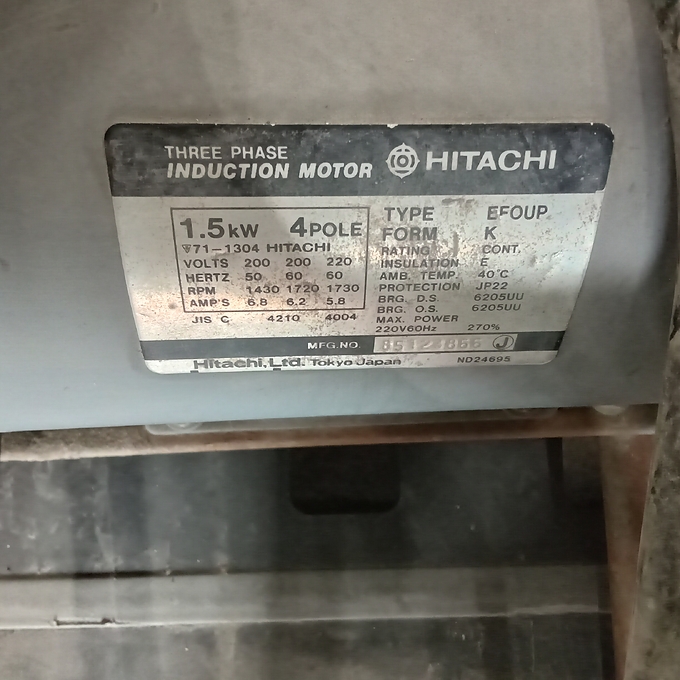 THREE PHASE
INDUCTION MOTOR HITACHI
1.5kW 4POLE
71-1304 HITACHI
VOLTS 200 200 220
HERTZ 50 60 60
RPM 1430 1720 1730
AMP'S 6.8 6.2 5.8
JIS C 4210 4004
TYPE EFOUP
FORM K
RATING CONT.
INSULATION E
AMB. TEMP. 40°C
PROTECTION JP22
BRG. D.S. 6205UU
BRG. O.S. 6205UU
MAX. POWER
220V60Hz 270%
MFG.NO. J
Hitachi, Ltd. Tokyo Japan ND24695